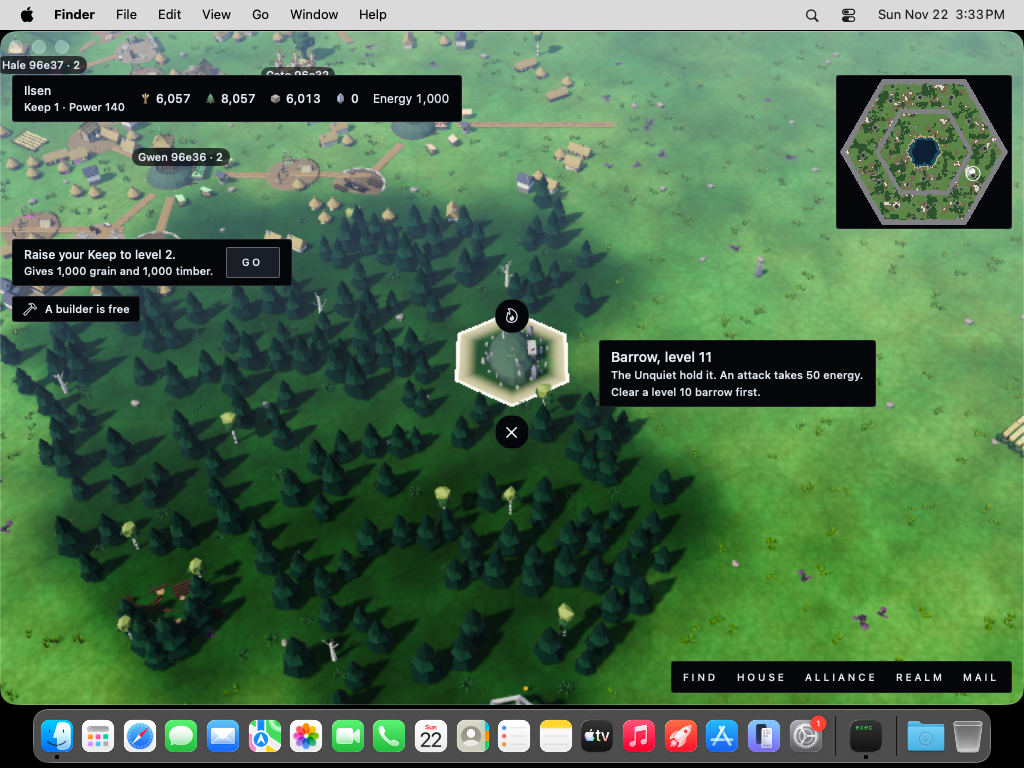 Finder File Edit View Go Window Help
Sun Nov 22 3:33 PM
Hale 96e37 · 2
Ilsen
Keep 1 · Power 140
6,057 8,057 6,013 0 Energy 1,000
Gwen 96e36 · 2
Raise your Keep to level 2.
Gives 1,000 grain and 1,000 timber.
GO
A builder is free
Barrow, level 11
The Unquiet hold it. An attack takes 50 energy.
Clear a level 10 barrow first.
FIND HOUSE ALLIANCE REALM MAIL
Sun
22
tv
1
exec